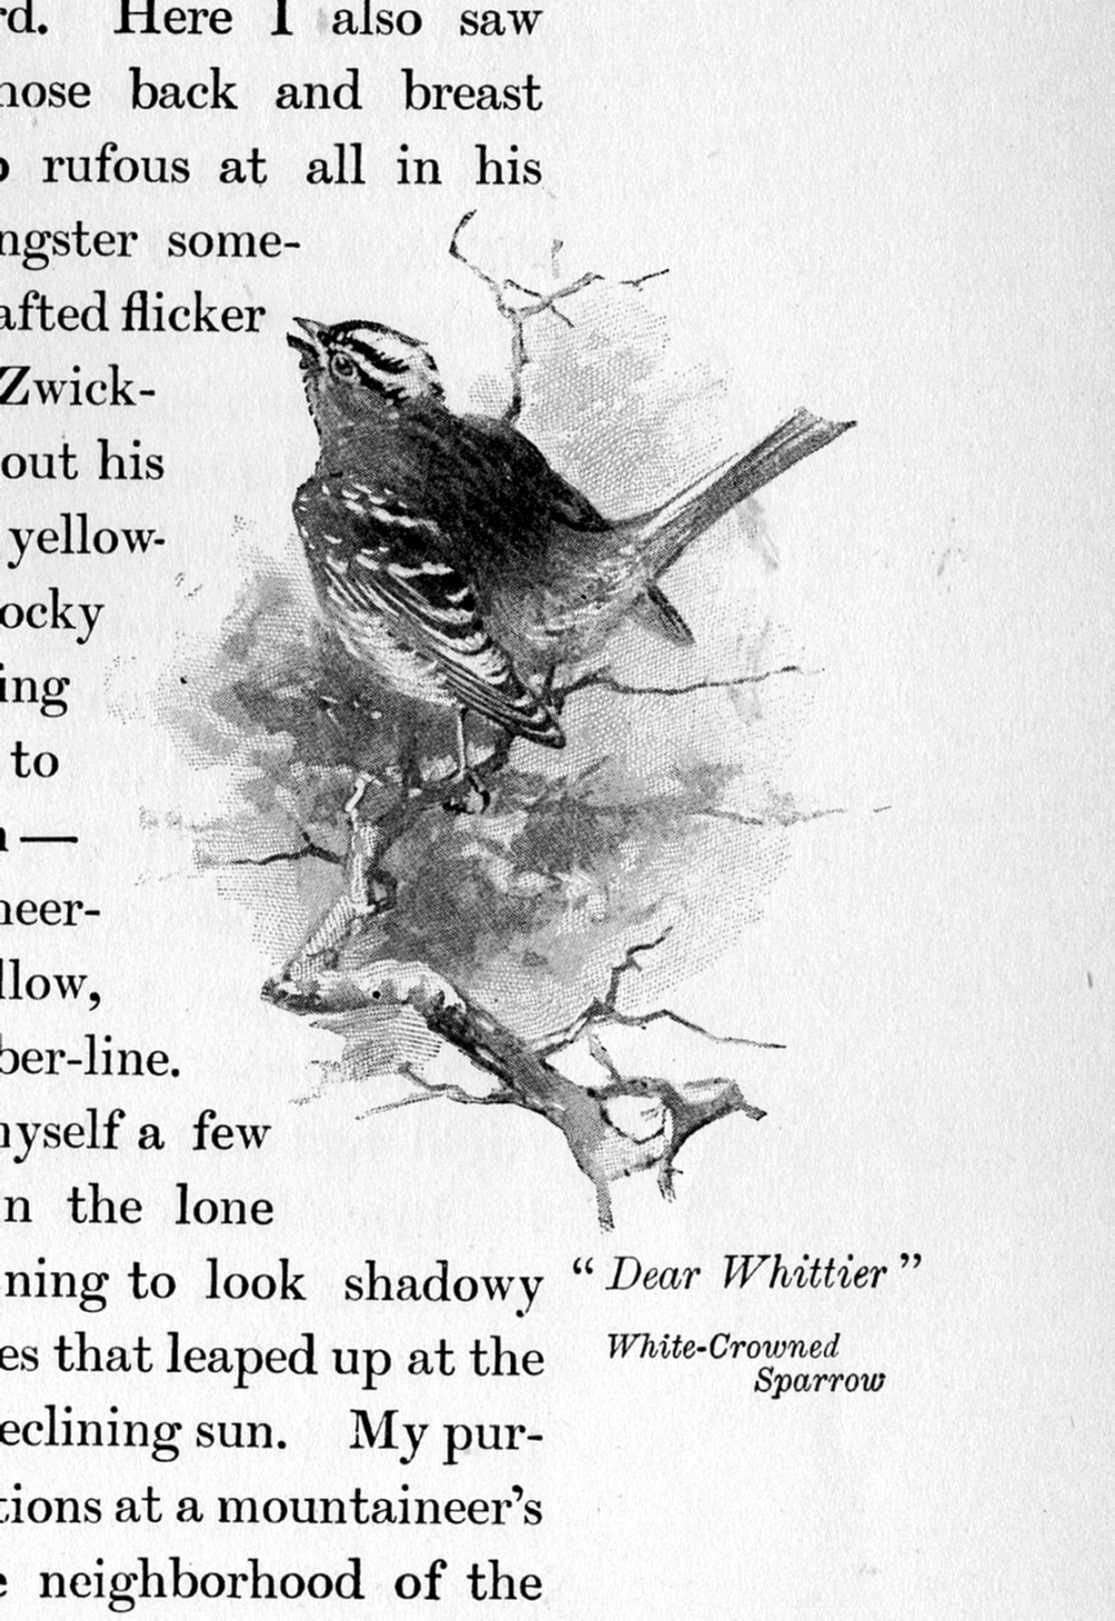 rd. Here I also saw
hose back and breast
o rufous at all in his
ngster some-
afted flicker
Zwick-
out his
yellow-
ocky
ing
to
n—
heer-
llow,
ber-line.
nyself a few
n the lone
ning to look shadowy
es that leaped up at the
eclining sun. My pur-
tions at a mountaineer's
e neighborhood of the
“Dear Whittier”
White-Crowned
Sparrow